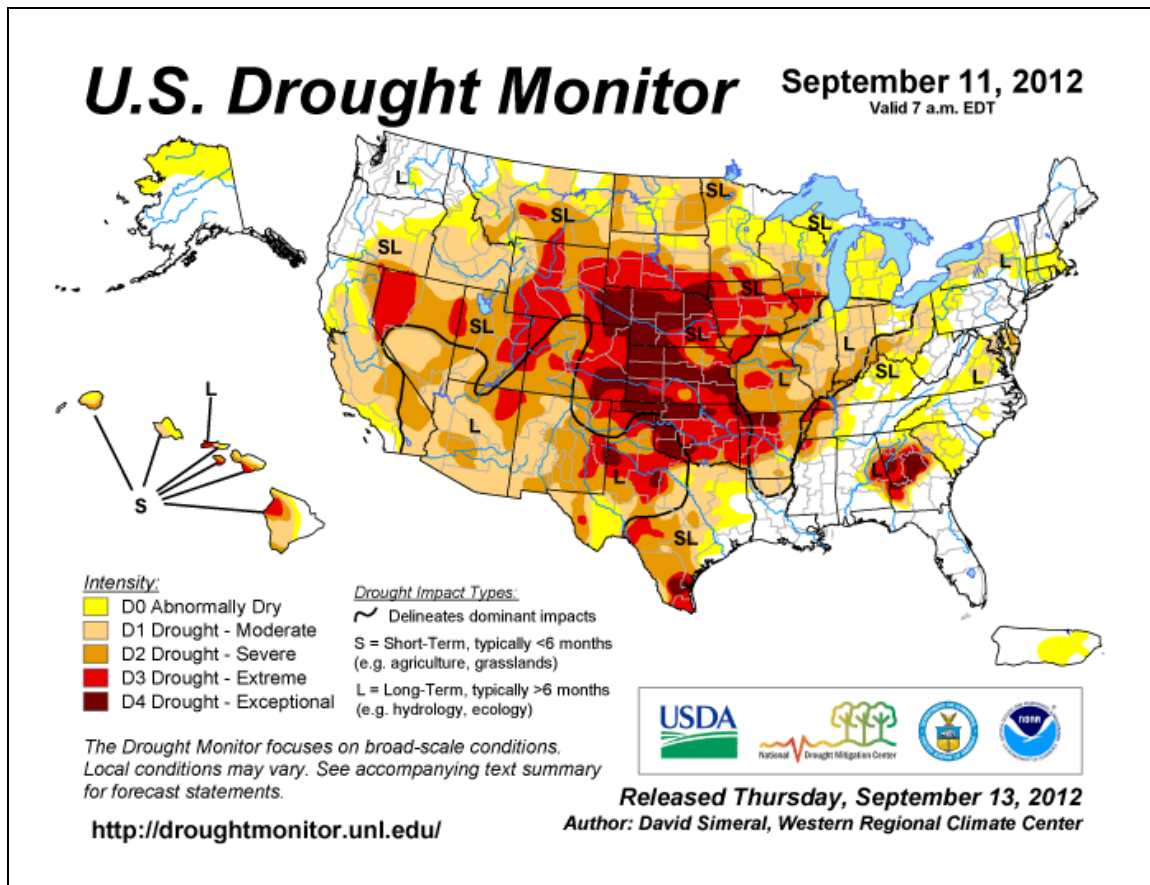 U.S. Drought Monitor
September 11, 2012
Valid 7 a.m. EDT
L
SL
SL
SL
SL
L
SL
SL
SL
L
L
SL
L
L
L
L
L
SL
L
S
Intensity:
D0 Abnormally Dry
D1 Drought - Moderate
D2 Drought - Severe
D3 Drought - Extreme
D4 Drought - Exceptional
Drought Impact Types:
Delineates dominant impacts
S = Short-Term, typically <6 months
(e.g. agriculture, grasslands)
L = Long-Term, typically >6 months
(e.g. hydrology, ecology)
The Drought Monitor focuses on broad-scale conditions.
Local conditions may vary. See accompanying text summary
for forecast statements.
http://droughtmonitor.unl.edu/
USDA
National Drought Mitigation Center
NOAA
Released Thursday, September 13, 2012
Author: David Simeral, Western Regional Climate Center